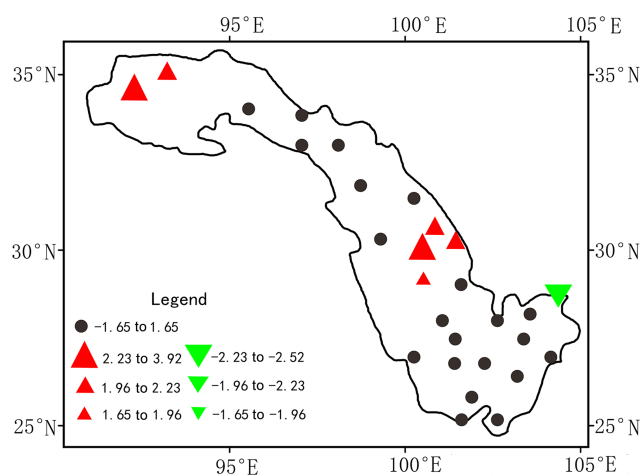 95°E 100°E 105°E
35°N 35°N
30°N 30°N
Legend
-1.65 to 1.65
2.23 to 3.92 -2.23 to -2.52
1.96 to 2.23 -1.96 to -2.23
1.65 to 1.96 -1.65 to -1.96
25°N 25°N
95°E 100°E 105°E